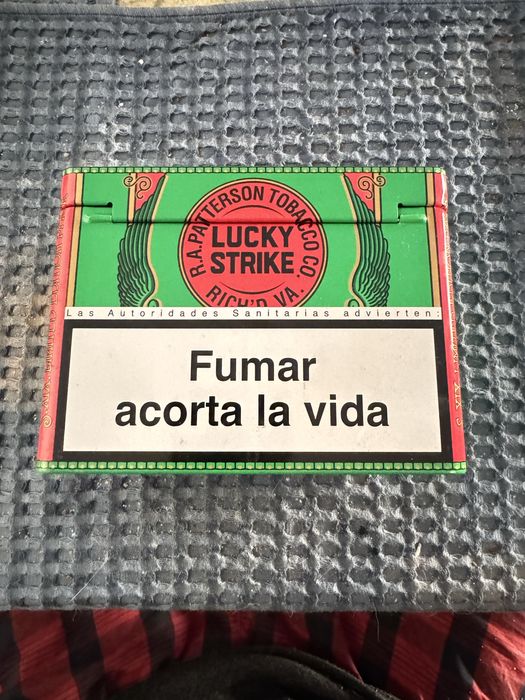 R.A. PATTERSON TOBACCO CO.
LUCKY
STRIKE
RICH'D. VA.
Las Autoridades Sanitarias advierten:
Fumar
acorta la vida